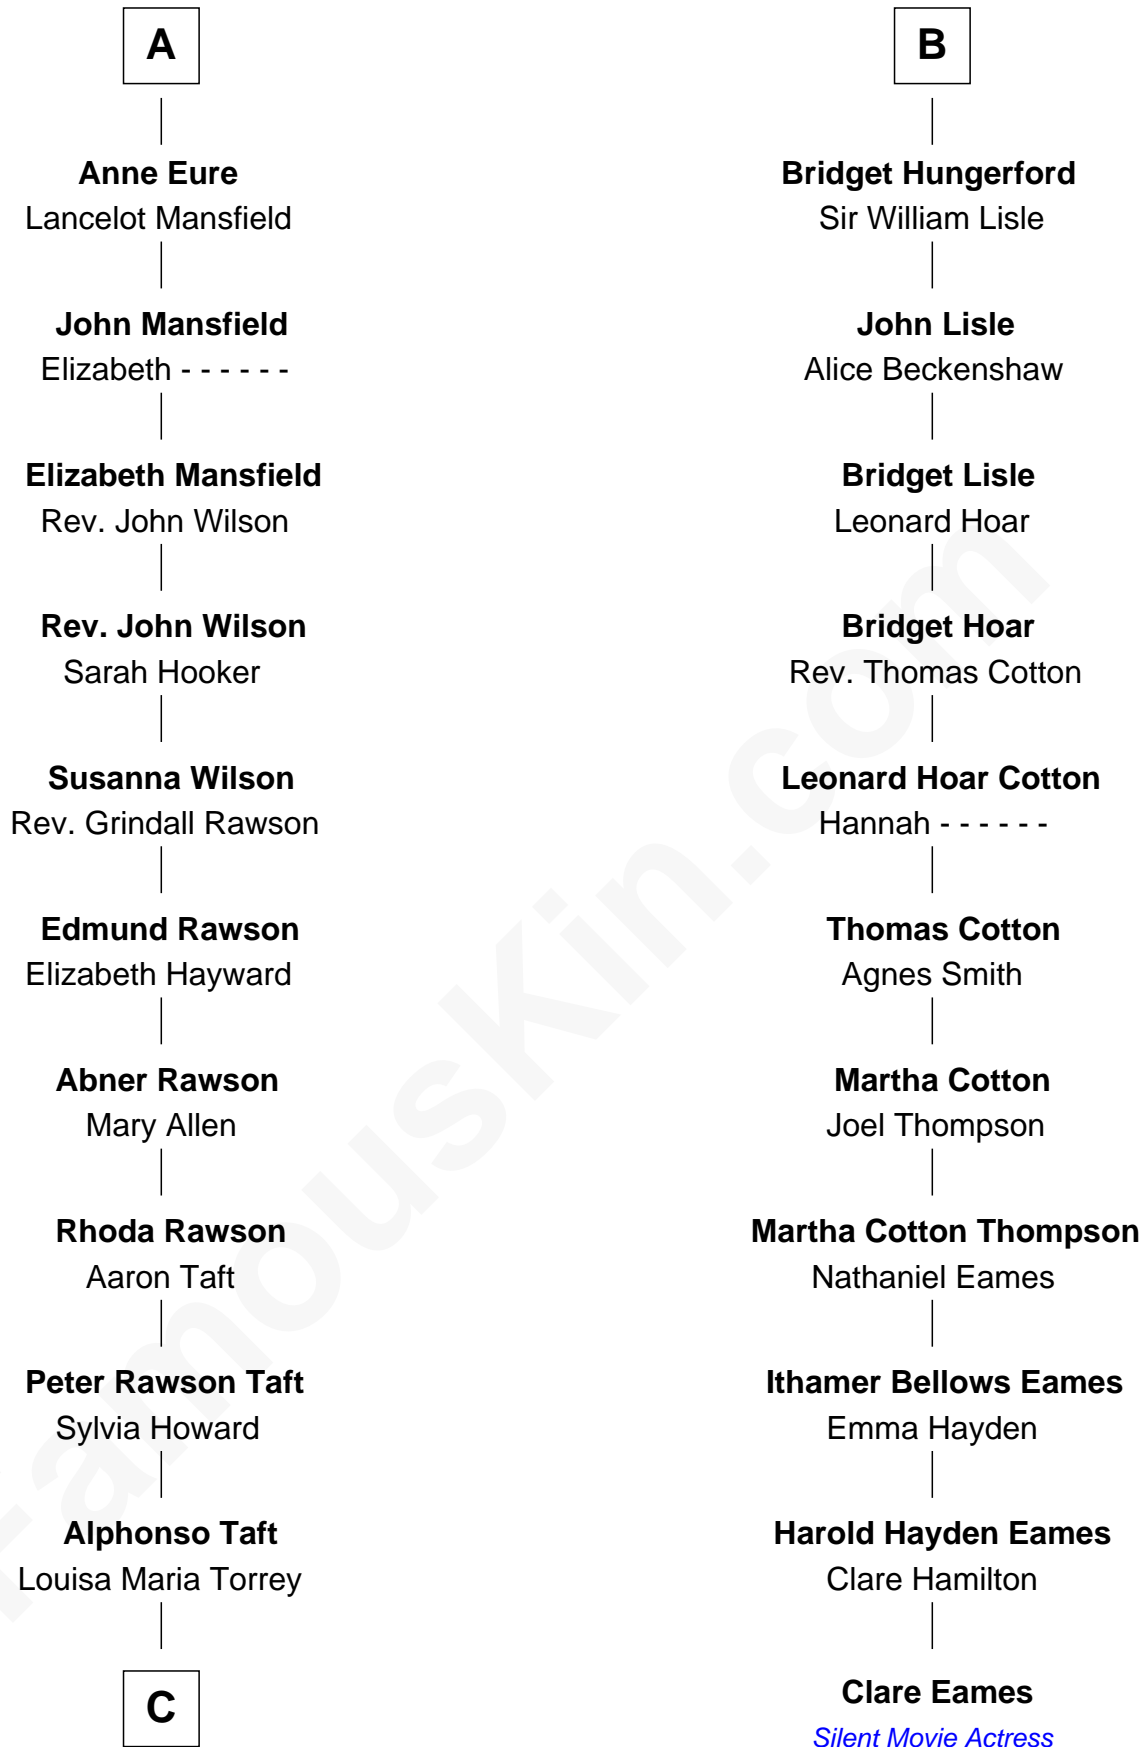 A
Anne Eure
Lancelot Mansfield
John Mansfield
Elizabeth - - - - - -
Elizabeth Mansfield
Rev. John Wilson
Rev. John Wilson
Sarah Hooker
Susanna Wilson
Rev. Grindall Rawson
Edmund Rawson
Elizabeth Hayward
Abner Rawson
Mary Allen
Rhoda Rawson
Aaron Taft
Peter Rawson Taft
Sylvia Howard
Alphonso Taft
Louisa Maria Torrey
C
B
Bridget Hungerford
Sir William Lisle
John Lisle
Alice Beckenshaw
Bridget Lisle
Leonard Hoar
Bridget Hoar
Rev. Thomas Cotton
Leonard Hoar Cotton
Hannah - - - - - -
Thomas Cotton
Agnes Smith
Martha Cotton
Joel Thompson
Martha Cotton Thompson
Nathaniel Eames
Ithamer Bellows Eames
Emma Hayden
Harold Hayden Eames
Clare Hamilton
Clare Eames
Silent Movie Actress
FamousKin.com